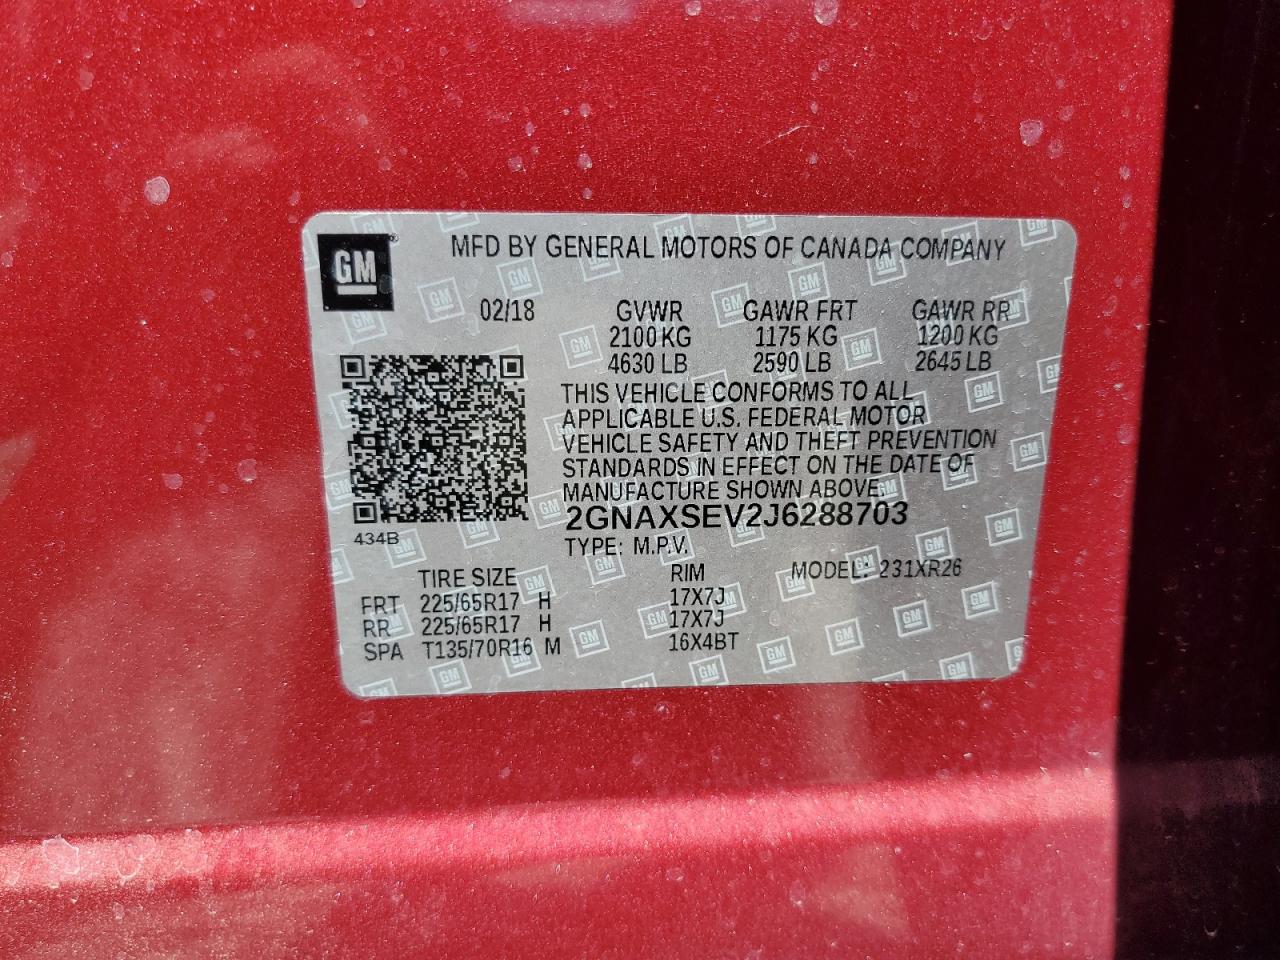 GM
MFD BY GENERAL MOTORS OF CANADA COMPANY
02/18 GVWR GAWR FRT GAWR RR
2100 KG 1175 KG 1200 KG
4630 LB 2590 LB 2645 LB
THIS VEHICLE CONFORMS TO ALL
APPLICABLE U.S. FEDERAL MOTOR
VEHICLE SAFETY AND THEFT PREVENTION
STANDARDS IN EFFECT ON THE DATE OF
MANUFACTURE SHOWN ABOVE.
2GNAXSEV2J6288703
434B
TYPE: M.P.V.
TIRE SIZE RIM MODEL: 231XR26
FRT 225/65R17 H 17X7J
RR 225/65R17 H 17X7J
SPA T135/70R16 M 16X4BT